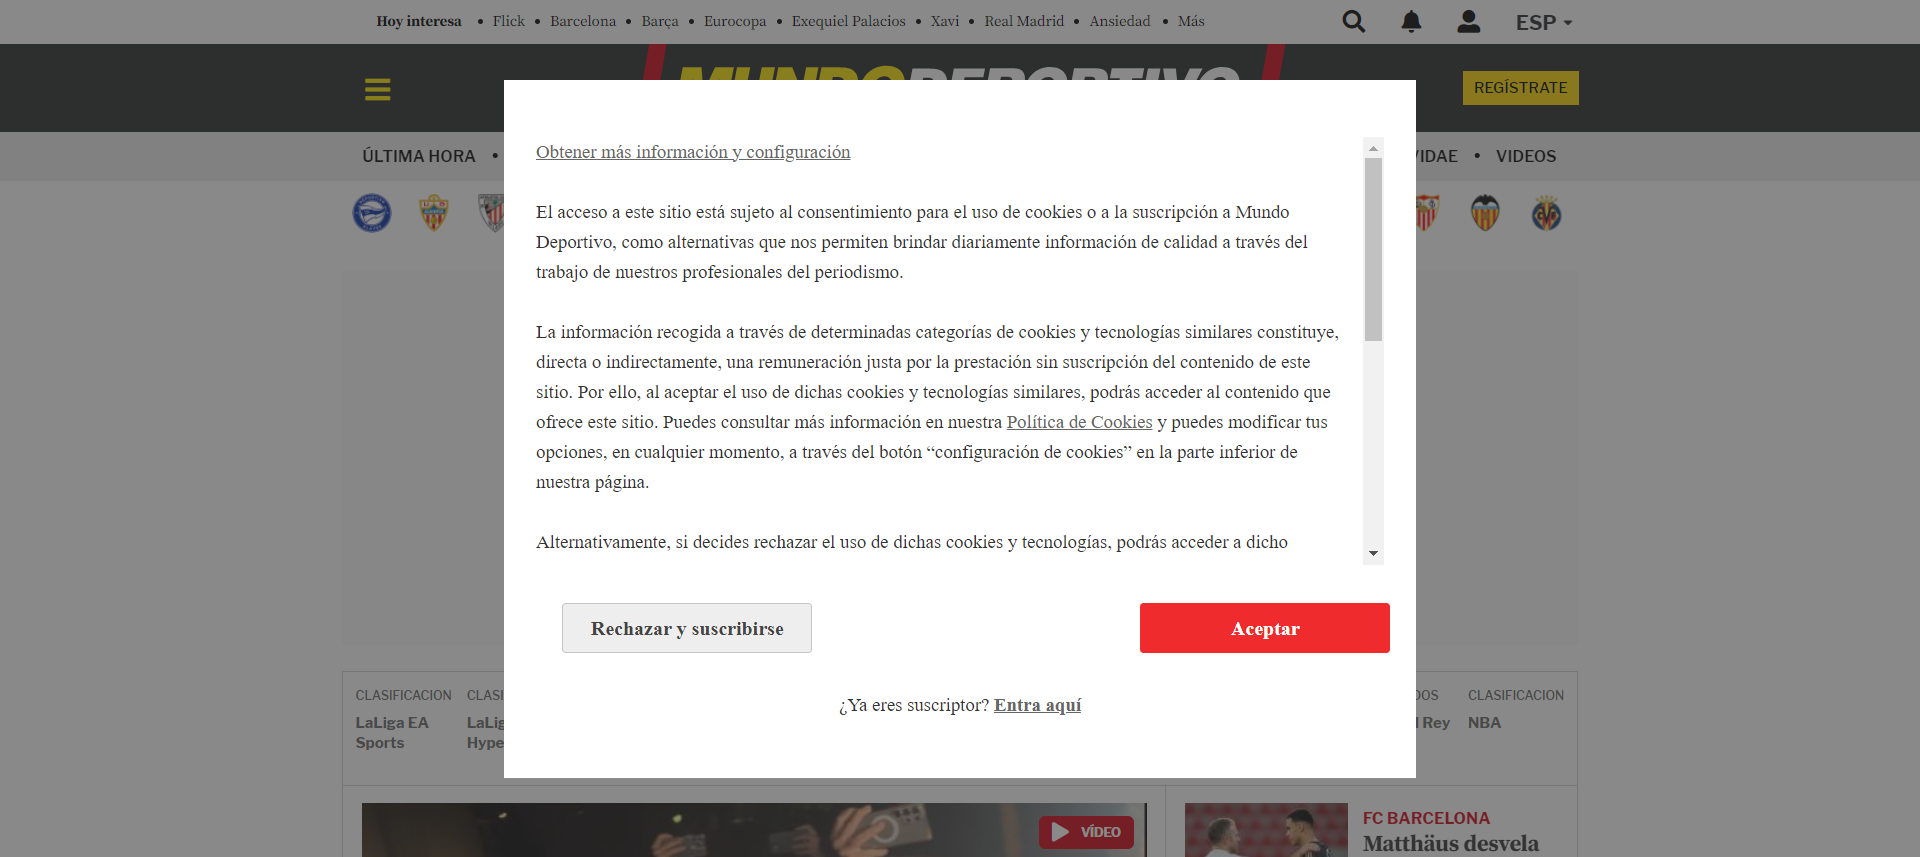 Hoy interesa • Flick • Barcelona • Barça • Eurocopa • Exequiel Palacios • Xavi • Real Madrid • Ansiedad • Más
ESP
MUNDO DEPORTIVO
REGÍSTRATE
ÚLTIMA HORA •
• VIDEOS
Obtener más información y configuración
El acceso a este sitio está sujeto al consentimiento para el uso de cookies o a la suscripción a Mundo
Deportivo, como alternativas que nos permiten brindar diariamente información de calidad a través del
trabajo de nuestros profesionales del periodismo.
La información recogida a través de determinadas categorías de cookies y tecnologías similares constituye,
directa o indirectamente, una remuneración justa por la prestación sin suscripción del contenido de este
sitio. Por ello, al aceptar el uso de dichas cookies y tecnologías similares, podrás acceder al contenido que
ofrece este sitio. Puedes consultar más información en nuestra Política de Cookies y puedes modificar tus
opciones, en cualquier momento, a través del botón “configuración de cookies” en la parte inferior de
nuestra página.
Alternativamente, si decides rechazar el uso de dichas cookies y tecnologías, podrás acceder a dicho
Rechazar y suscribirse
Aceptar
¿Ya eres suscriptor? Entra aquí
CLASIFICACION
LaLiga EA
Sports
Rey
CLASIFICACION
NBA
VÍDEO
FC BARCELONA
Matthäus desvela